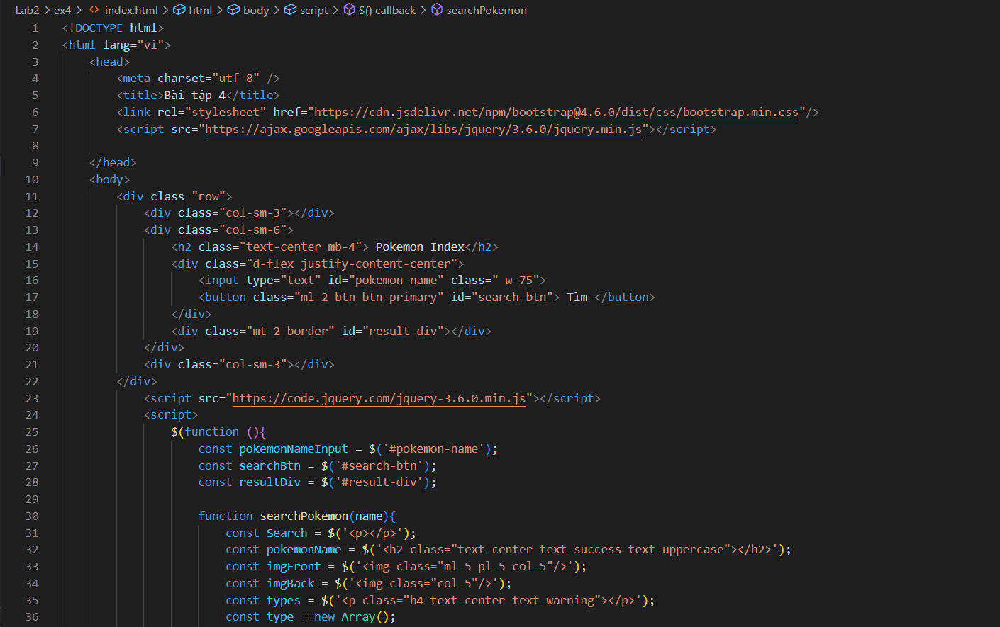 Lab2 > ex4 > index.html > html > body > script > $() callback > searchPokemon
1 <!DOCTYPE html>
2 <html lang="vi">
3 <head>
4 <meta charset="utf-8" />
5 <title>Bài tập 4</title>
6 <link rel="stylesheet" href="https://cdn.jsdelivr.net/npm/bootstrap@4.6.0/dist/css/bootstrap.min.css"/>
7 <script src="https://ajax.googleapis.com/ajax/libs/jquery/3.6.0/jquery.min.js"></script>
8
9 </head>
10 <body>
11 <div class="row">
12 <div class="col-sm-3"></div>
13 <div class="col-sm-6">
14 <h2 class="text-center mb-4"> Pokemon Index</h2>
15 <div class="d-flex justify-content-center">
16 <input type="text" id="pokemon-name" class=" w-75">
17 <button class="ml-2 btn btn-primary" id="search-btn"> Tìm </button>
18 </div>
19 <div class="mt-2 border" id="result-div"></div>
20 </div>
21 <div class="col-sm-3"></div>
22 </div>
23 <script src="https://code.jquery.com/jquery-3.6.0.min.js"></script>
24 <script>
25 $(function (){
26 const pokemonNameInput = $('#pokemon-name');
27 const searchBtn = $('#search-btn');
28 const resultDiv = $('#result-div');
29
30 function searchPokemon(name){
31 const Search = $('<p></p>');
32 const pokemonName = $('<h2 class="text-center text-success text-uppercase"></h2>');
33 const imgFront = $('<img class="ml-5 pl-5 col-5"/>');
34 const imgBack = $('<img class="col-5"/>');
35 const types = $('<p class="h4 text-center text-warning"></p>');
36 const type = new Array();